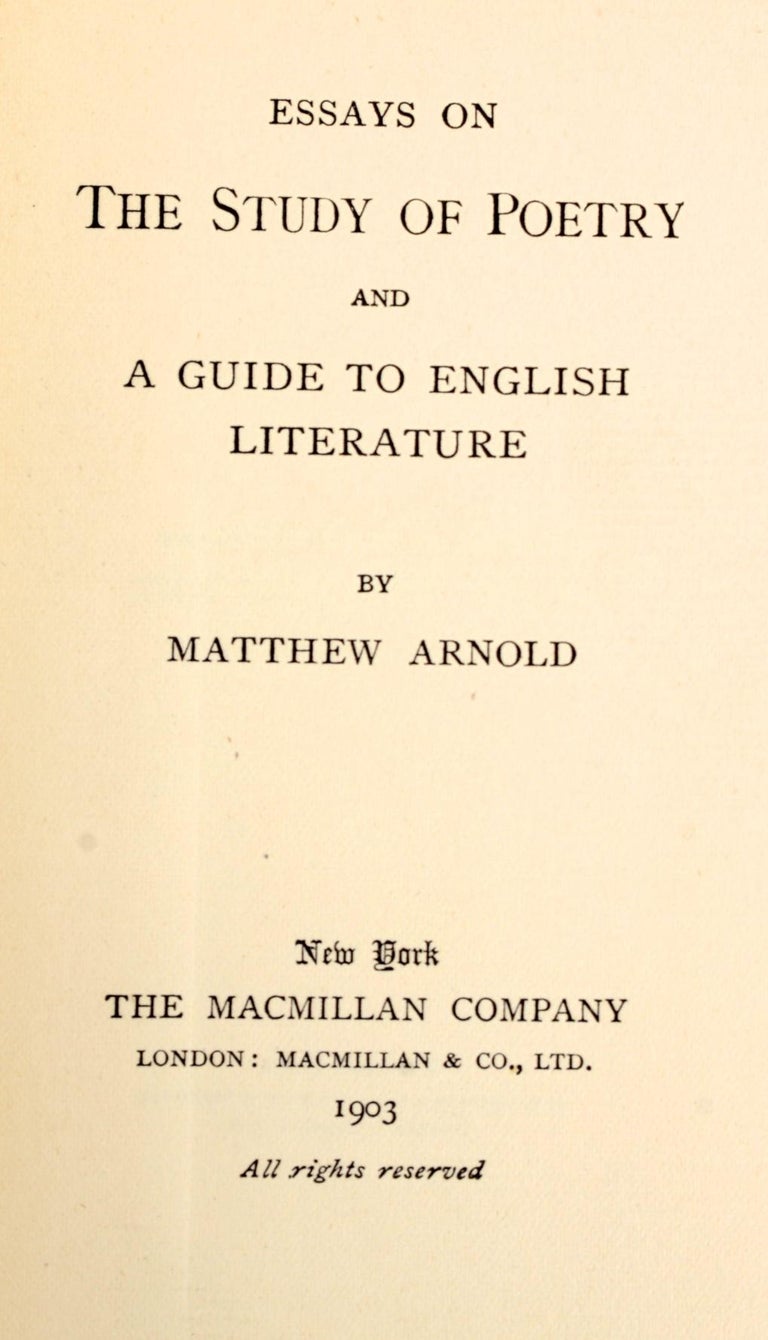 ESSAYS ON
THE STUDY OF POETRY
AND
A GUIDE TO ENGLISH
LITERATURE
BY
MATTHEW ARNOLD
New York
THE MACMILLAN COMPANY
LONDON: MACMILLAN & CO., LTD.
1903
All rights reserved